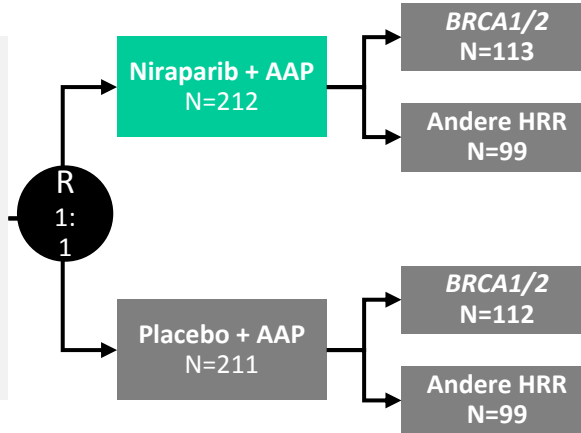 R
1:
1
Niraparib + AAP
N=212
BRCA1/2
N=113
Andere HRR
N=99
Placebo + AAP
N=211
BRCA1/2
N=112
Andere HRR
N=99